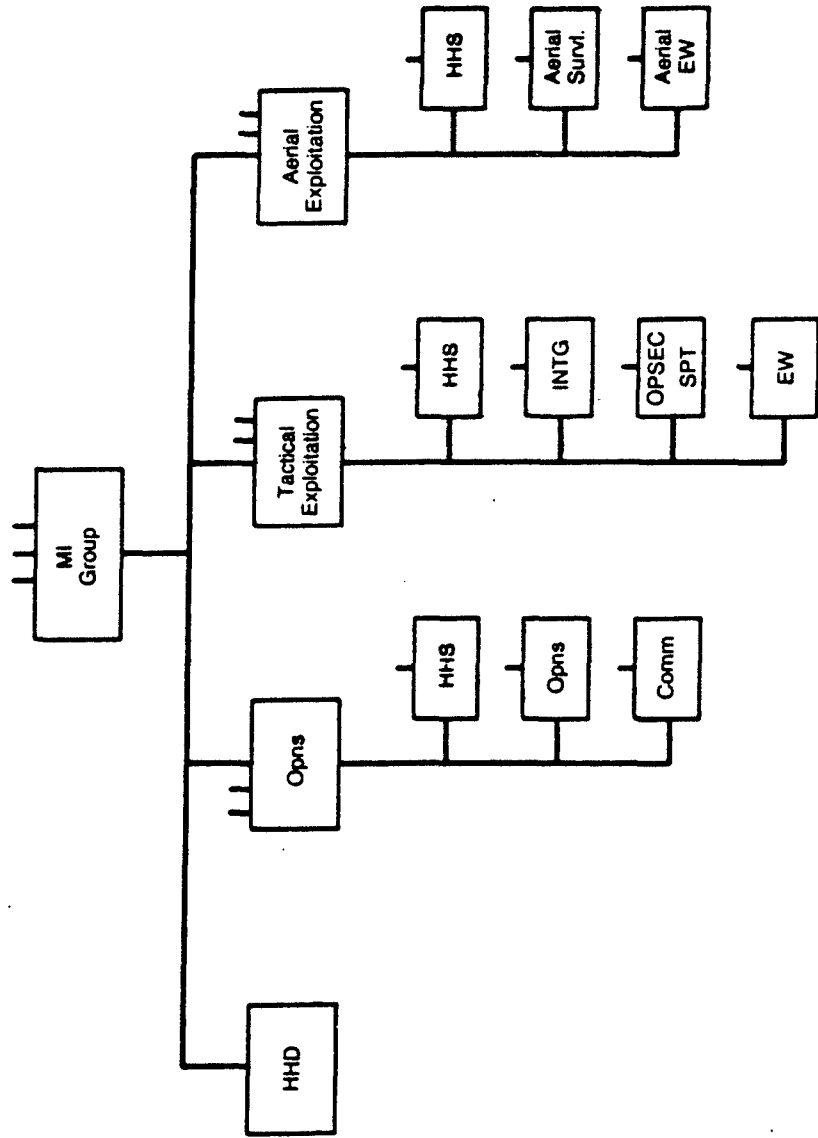 MI
Group
HHD
Opns
HHS
Opns
Comm
Tactical
Exploitation
HHS
INTG
OPSEC
SPT
EW
Aerial
Exploitation
HHS
Aerial
Survl.
Aerial
EW